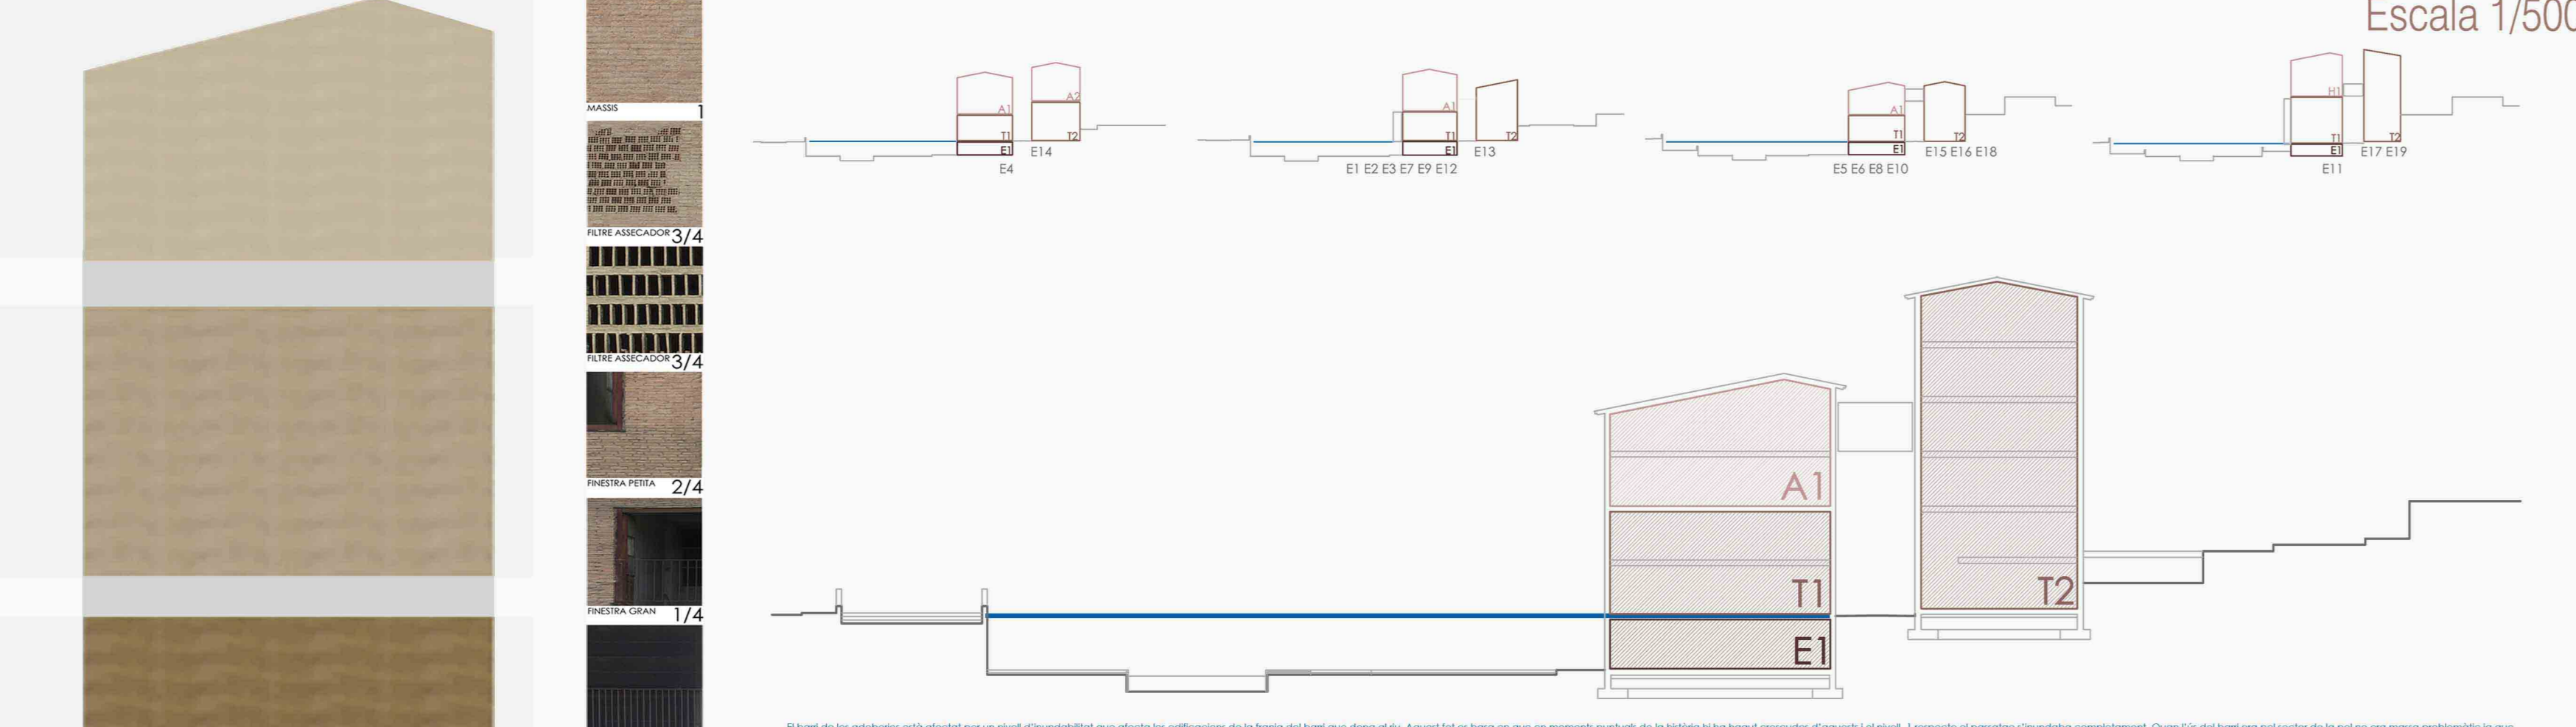 Escala 1/500
MASSIS 1
FILTRE ASSECADOR 3/4
FILTRE ASSECADOR 3/4
FINESTRA PETITA 2/4
FINESTRA GRAN 1/4
A1
A2
T1
T2
E1
E14
E4
A1
T1
T2
E1
E13
E1 E2 E3 E7 E9 E12
A1
T1
T2
E1
E15 E16 E18
E5 E6 E8 E10
H1
T1
T2
E1
E17 E19
E11
A1
T1
T2
E1